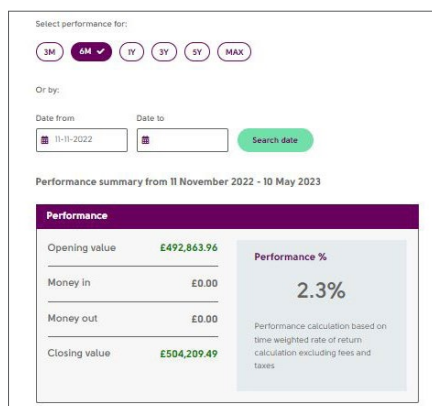 Select performance for:
3M 6M ✓ 1Y 3Y 5Y MAX
Or by:
Date from Date to
11-11-2022 Search date
Performance summary from 11 November 2022 - 10 May 2023
Performance
Opening value £492,863.96
Money in £0.00
Money out £0.00
Closing value £504,209.49
Performance %
2.3%
Performance calculation based on
time weighted rate of return
calculation excluding fees and
taxes